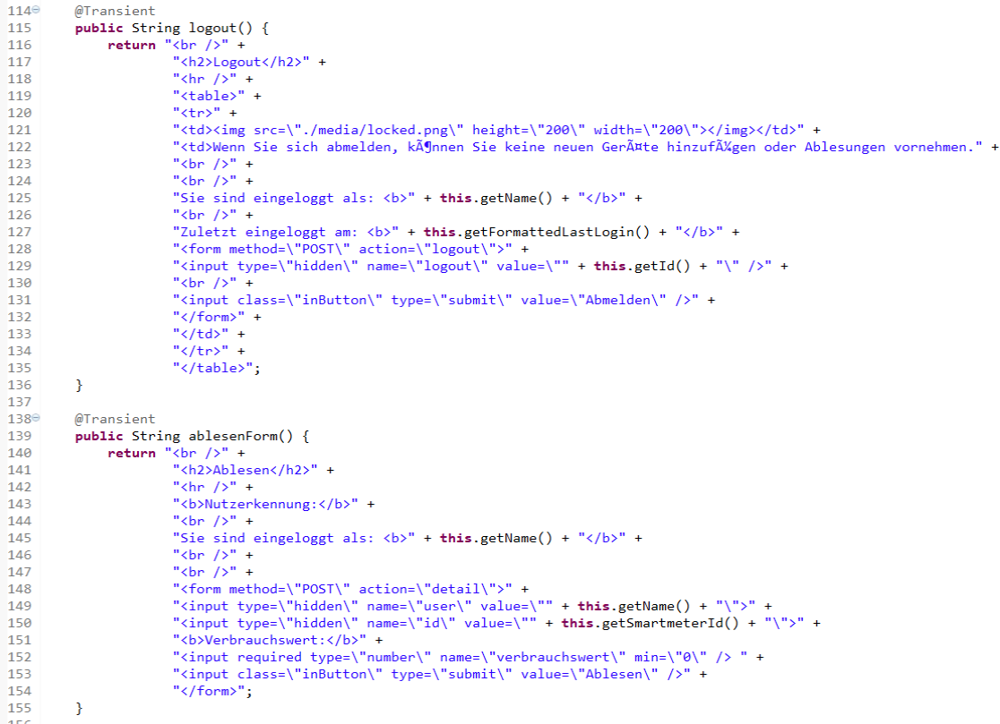 114 @Transient
115 public String logout() {
116 return "<br />" +
117 "<h2>Logout</h2>" +
118 "<hr />" +
119 "<table>" +
120 "<tr>" +
121 "<td><img src=\"./media/locked.png\" height=\"200\" width=\"200\"></img></td>" +
122 "<td>Wenn Sie sich abmelden, kÃ¶nnen Sie keine neuen GerÃ¤te hinzufÃ¼gen oder Ablesungen vornehmen." +
123 "<br />" +
124 "<br />" +
125 "Sie sind eingeloggt als: <b>" + this.getName() + "</b>" +
126 "<br />" +
127 "Zuletzt eingeloggt am: <b>" + this.getFormattedLastLogin() + "</b>" +
128 "<form method=\"POST\" action=\"logout\">" +
129 "<input type=\"hidden\" name=\"logout\" value=\"" + this.getId() + "\" />" +
130 "<br />" +
131 "<input class=\"inButton\" type=\"submit\" value=\"Abmelden\" />" +
132 "</form>" +
133 "</td>" +
134 "</tr>" +
135 "</table>";
136 }
137
138 @Transient
139 public String ablesenForm() {
140 return "<br />" +
141 "<h2>Ablesen</h2>" +
142 "<hr />" +
143 "<b>Nutzerkennung:</b>" +
144 "<br />" +
145 "Sie sind eingeloggt als: <b>" + this.getName() + "</b>" +
146 "<br />" +
147 "<br />" +
148 "<form method=\"POST\" action=\"detail\">" +
149 "<input type=\"hidden\" name=\"user\" value=\"" + this.getName() + "\">" +
150 "<input type=\"hidden\" name=\"id\" value=\"" + this.getSmartmeterId() + "\">" +
151 "<b>Verbrauchswert:</b>" +
152 "<input required type=\"number\" name=\"verbrauchswert\" min=\"0\" /> " +
153 "<input class=\"inButton\" type=\"submit\" value=\"Ablesen\" />" +
154 "</form>";
155 }